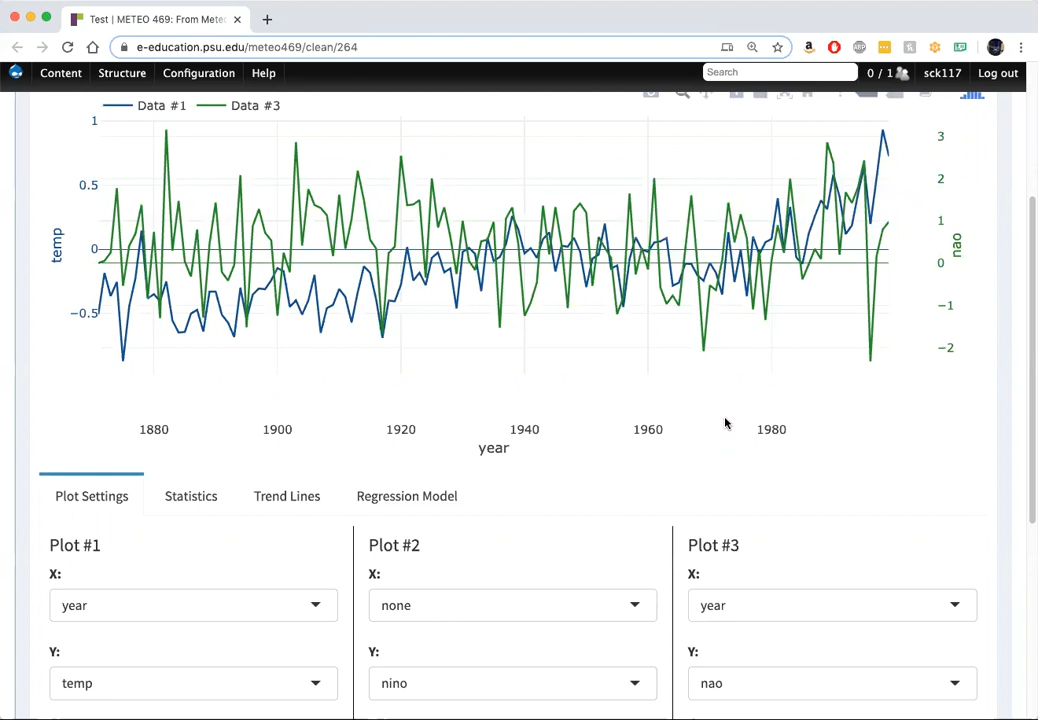 Test | METEO 469: From Meteo
e-education.psu.edu/meteo469/clean/264
ABP
Content Structure Configuration Help Search 0 / 1 sck117 Log out
Data #1 Data #3
1
0.5
0
−0.5
temp
3
2
1
0
−1
−2
nao
1880 1900 1920 1940 1960 1980
year
Plot Settings Statistics Trend Lines Regression Model
Plot #1 Plot #2 Plot #3
X: X: X:
year none year
Y: Y: Y:
temp nino nao